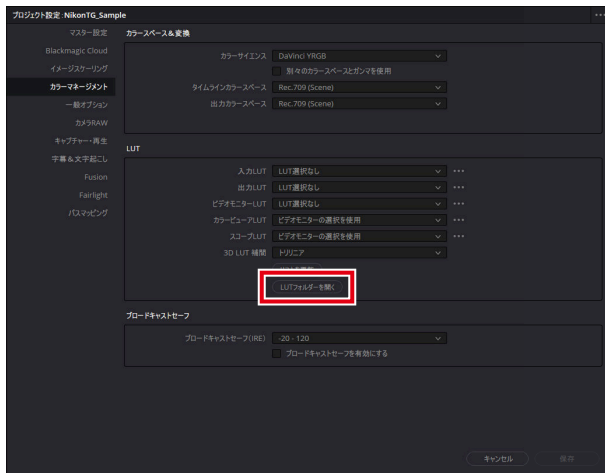 プロジェクト設定:NikonTG_Sample
マスター設定
Blackmagic Cloud
イメージスケーリング
カラーマネージメント
一般オプション
カメラRAW
キャプチャー・再生
字幕&文字起こし
Fusion
Fairlight
パスマッピング
カラースペース&変換
カラーサイエンス DaVinci YRGB
別々のカラースペースとガンマを使用
タイムラインカラースペース Rec.709 (Scene)
出力カラースペース Rec.709 (Scene)
LUT
入力LUT LUT選択なし
出力LUT LUT選択なし
ビデオモニターLUT LUT選択なし
カラービューアLUT ビデオモニターの選択を使用
スコープLUT ビデオモニターの選択を使用
3D LUT 補間 トリリニア
LUTフォルダーを開く
ブロードキャストセーフ
ブロードキャストセーフ(IRE) -20 - 120
ブロードキャストセーフを有効にする
キャンセル 保存